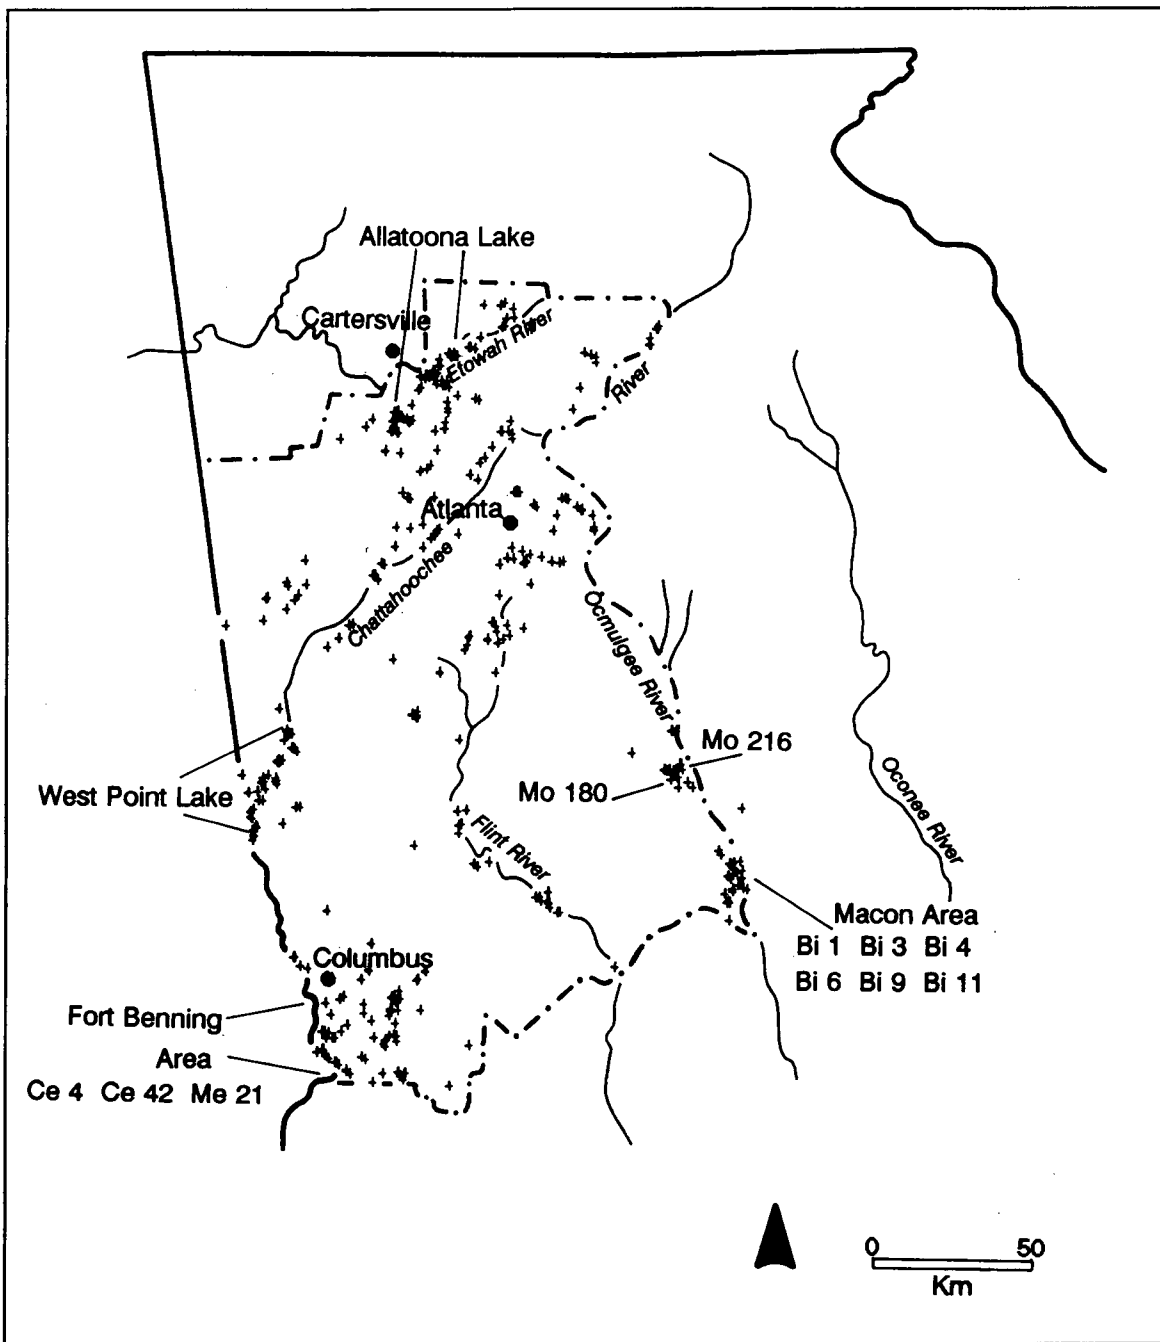 Allatoona Lake
Cartersville
Etowah River
River
Atlanta
Chattahoochee
Ocmulgee River
Mo 216
Mo 180
West Point Lake
Flint River
Oconee River
Macon Area
Bi 1 Bi 3 Bi 4
Bi 6 Bi 9 Bi 11
Columbus
Fort Benning
Area
Ce 4 Ce 42 Me 21
0 50
Km